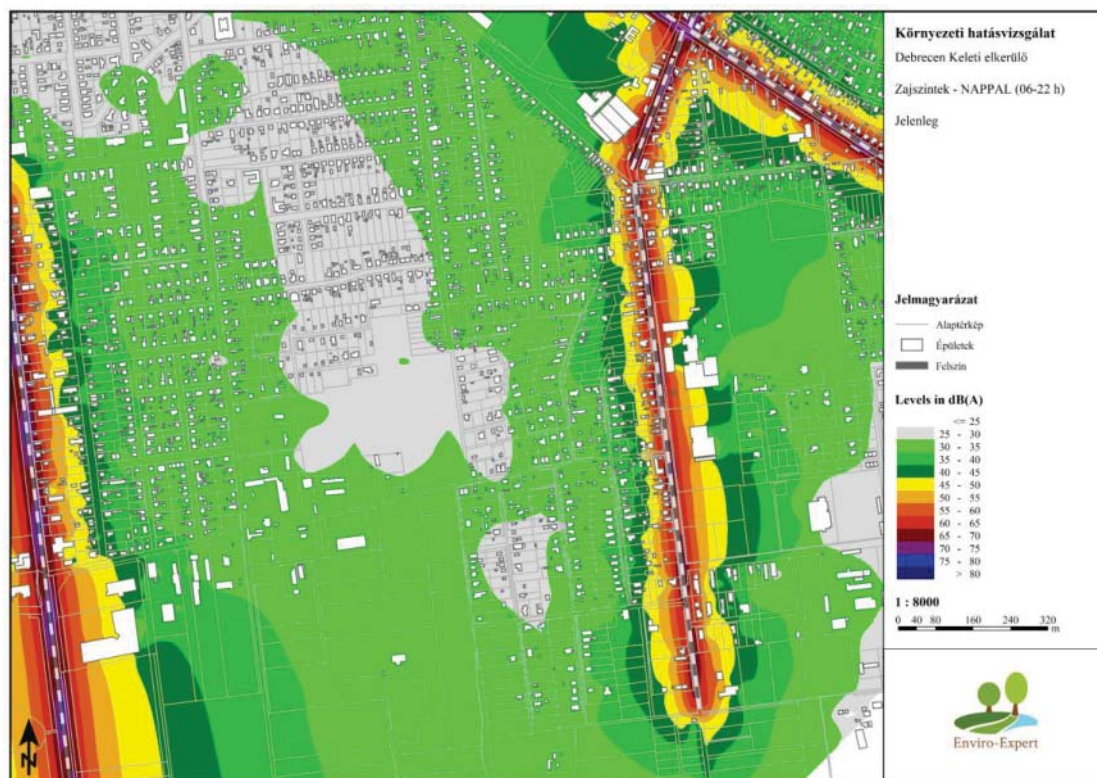 Környezeti hatásvizsgálat
Debrecen Keleti elkerülő
Zajszintek - NAPPAL (06-22 h)
Jelenleg
Jelmagyarázat
Alaptérkép
Épületek
Felszín
Levels in dB(A)
<= 25
25 - 30
30 - 35
35 - 40
40 - 45
45 - 50
50 - 55
55 - 60
60 - 65
65 - 70
70 - 75
75 - 80
> 80
1 : 8000
0 40 80 160 240 320
m
N
Enviro-Expert